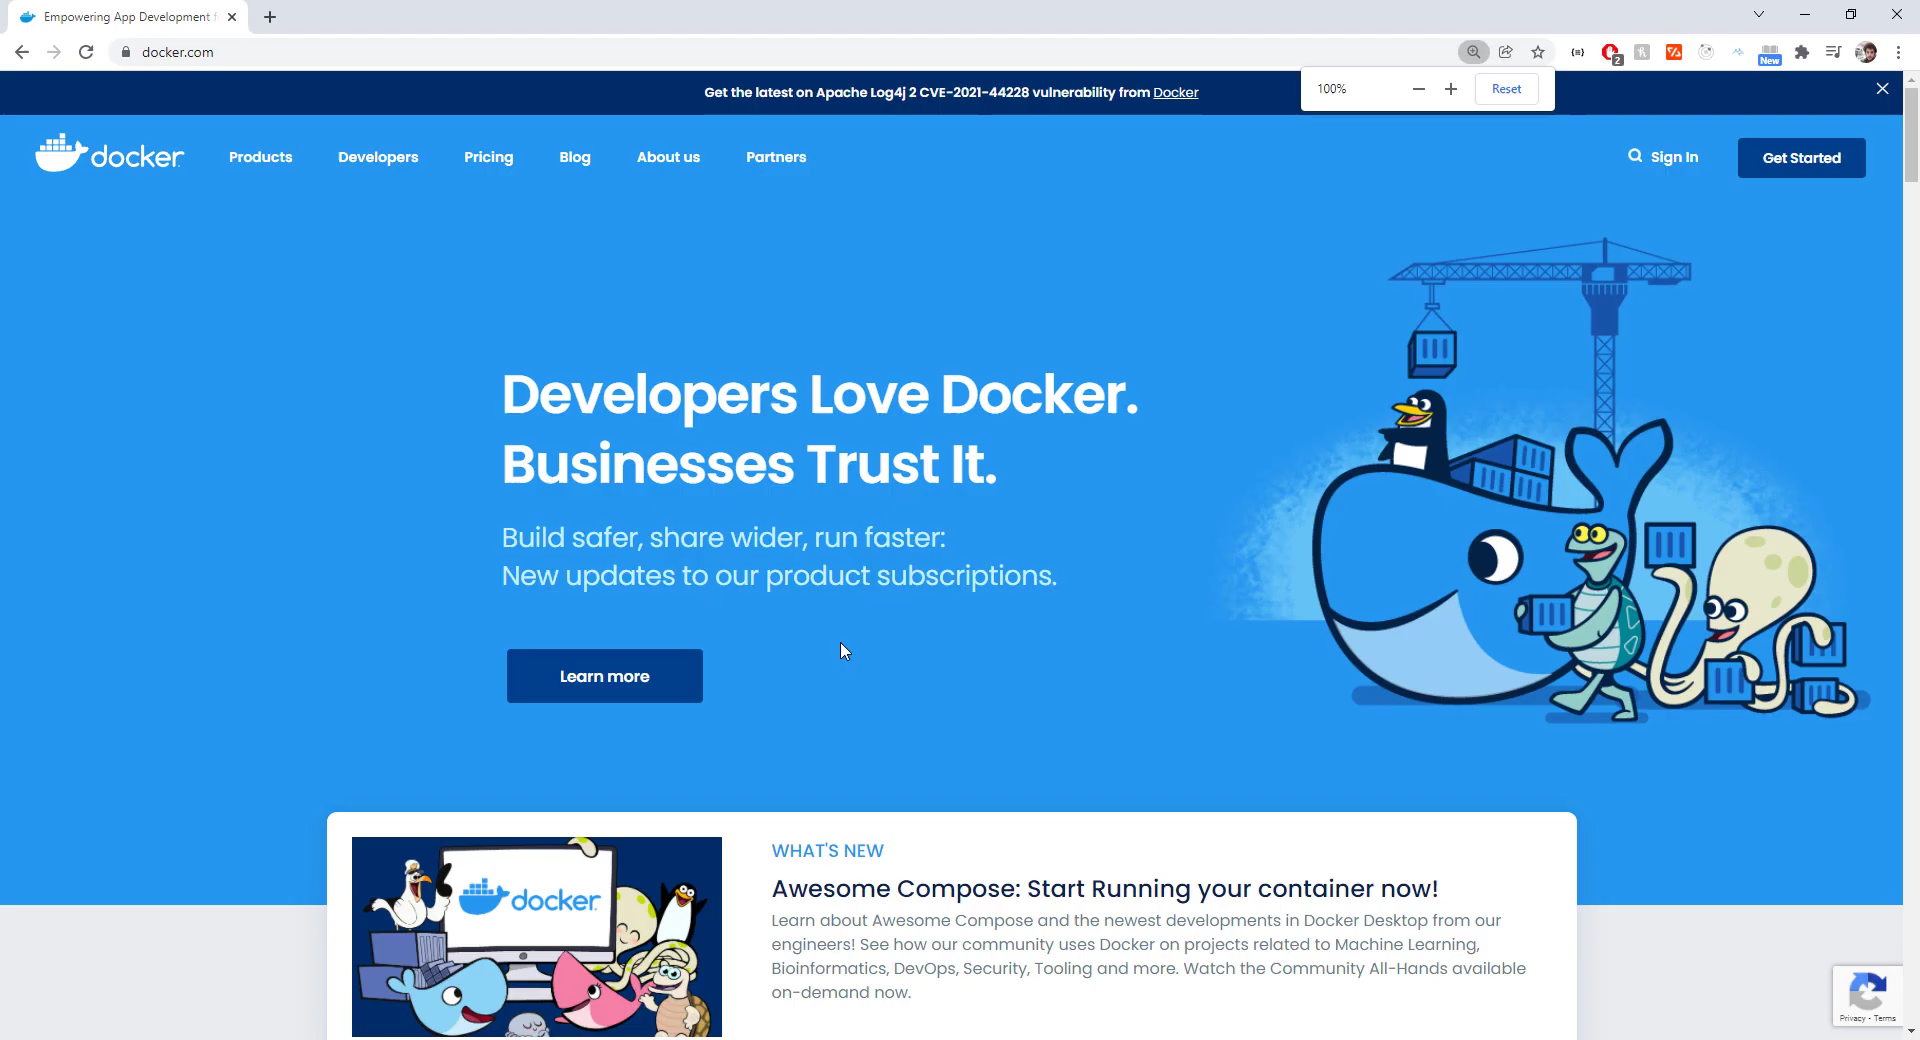 Empowering App Development f
docker.com
2
New
100%
Reset
Get the latest on Apache Log4j 2 CVE-2021-44228 vulnerability from Docker
docker
Products
Developers
Pricing
Blog
About us
Partners
Sign In
Get Started
Developers Love Docker.
Businesses Trust It.
Build safer, share wider, run faster:
New updates to our product subscriptions.
Learn more
docker
WHAT'S NEW
Awesome Compose: Start Running your container now!
Learn about Awesome Compose and the newest developments in Docker Desktop from our
engineers! See how our community uses Docker on projects related to Machine Learning,
Bioinformatics, DevOps, Security, Tooling and more. Watch the Community All-Hands available
on-demand now.
Privacy - Terms